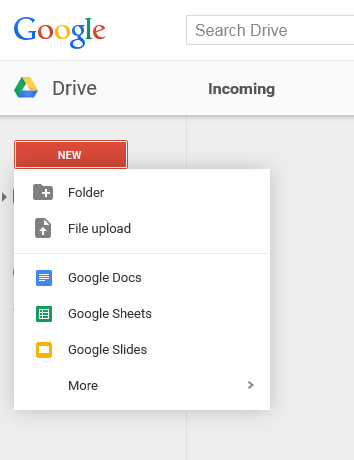 Google
Search Drive
Drive
Incoming
NEW
Folder
File upload
Google Docs
Google Sheets
Google Slides
More